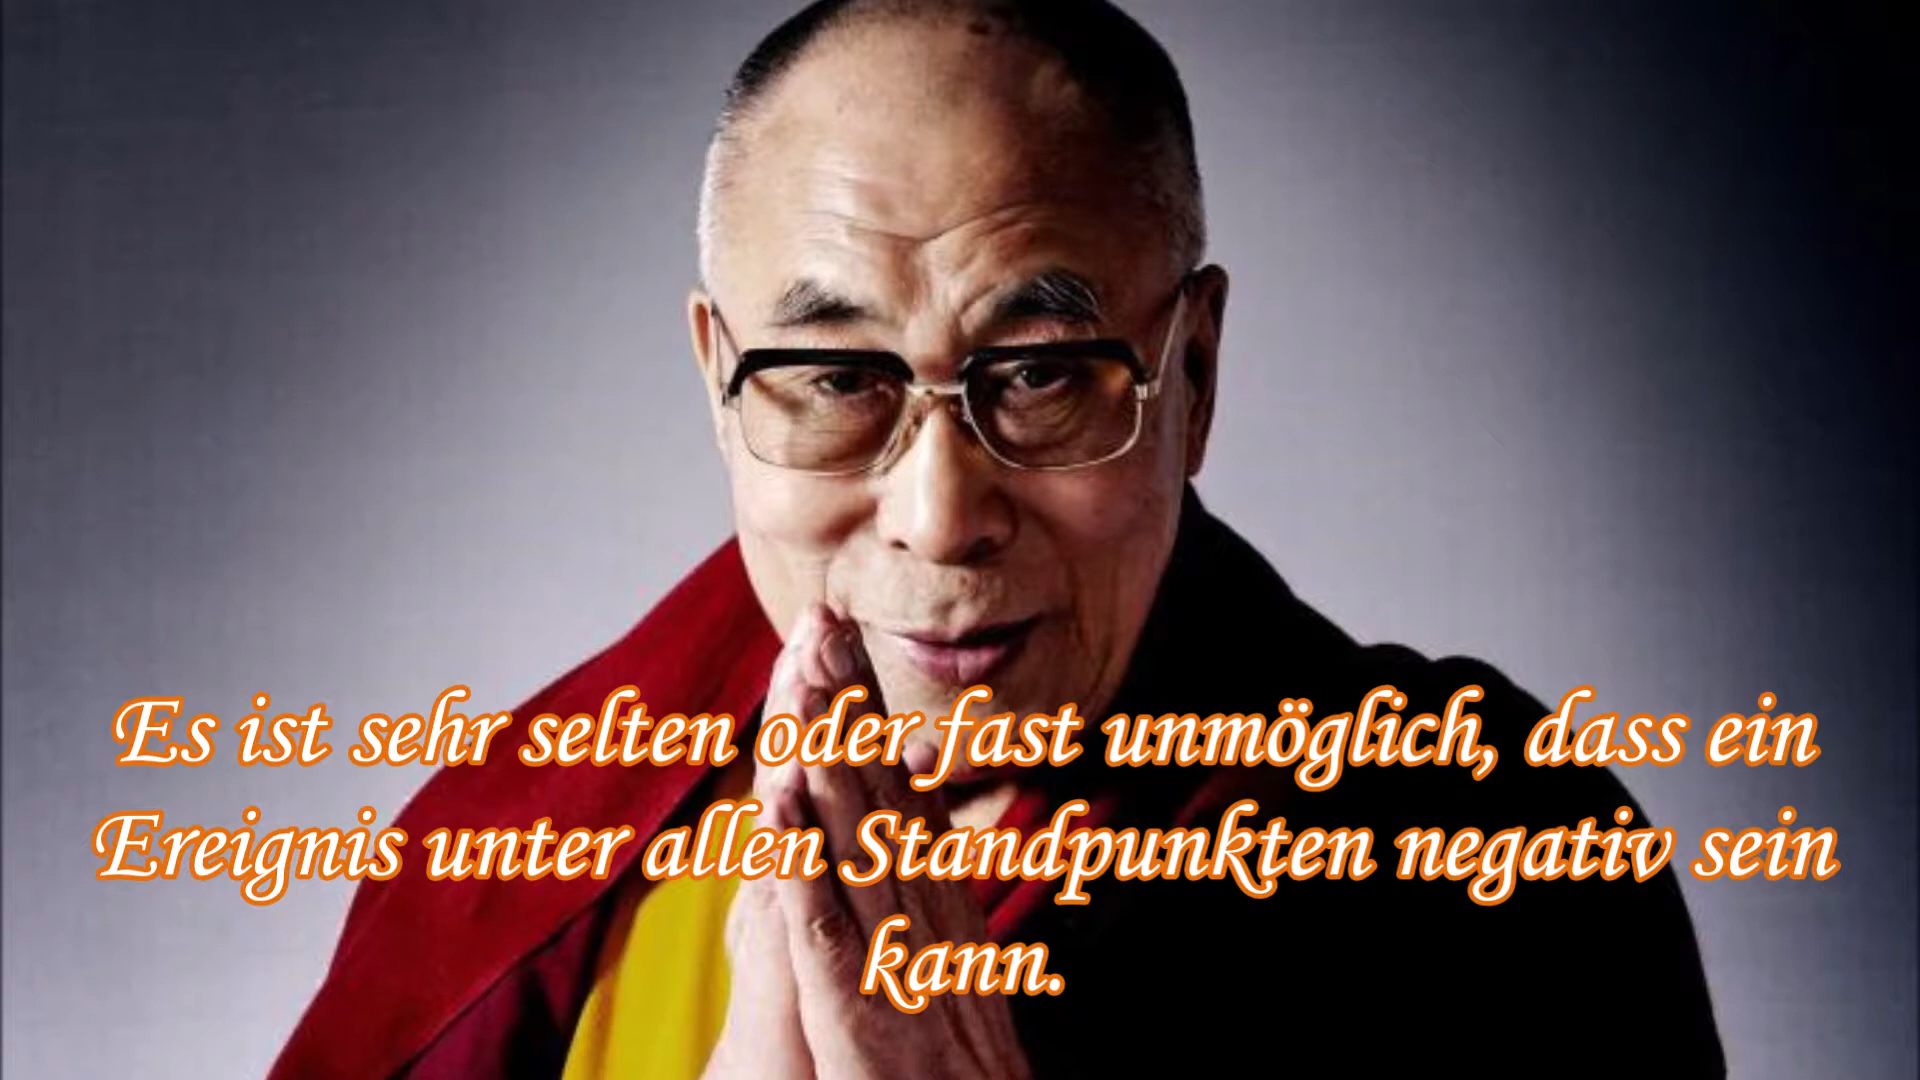 Es ist sehr selten oder fast unmöglich, dass ein
Ereignis unter allen Standpunkten negativ sein
kann.